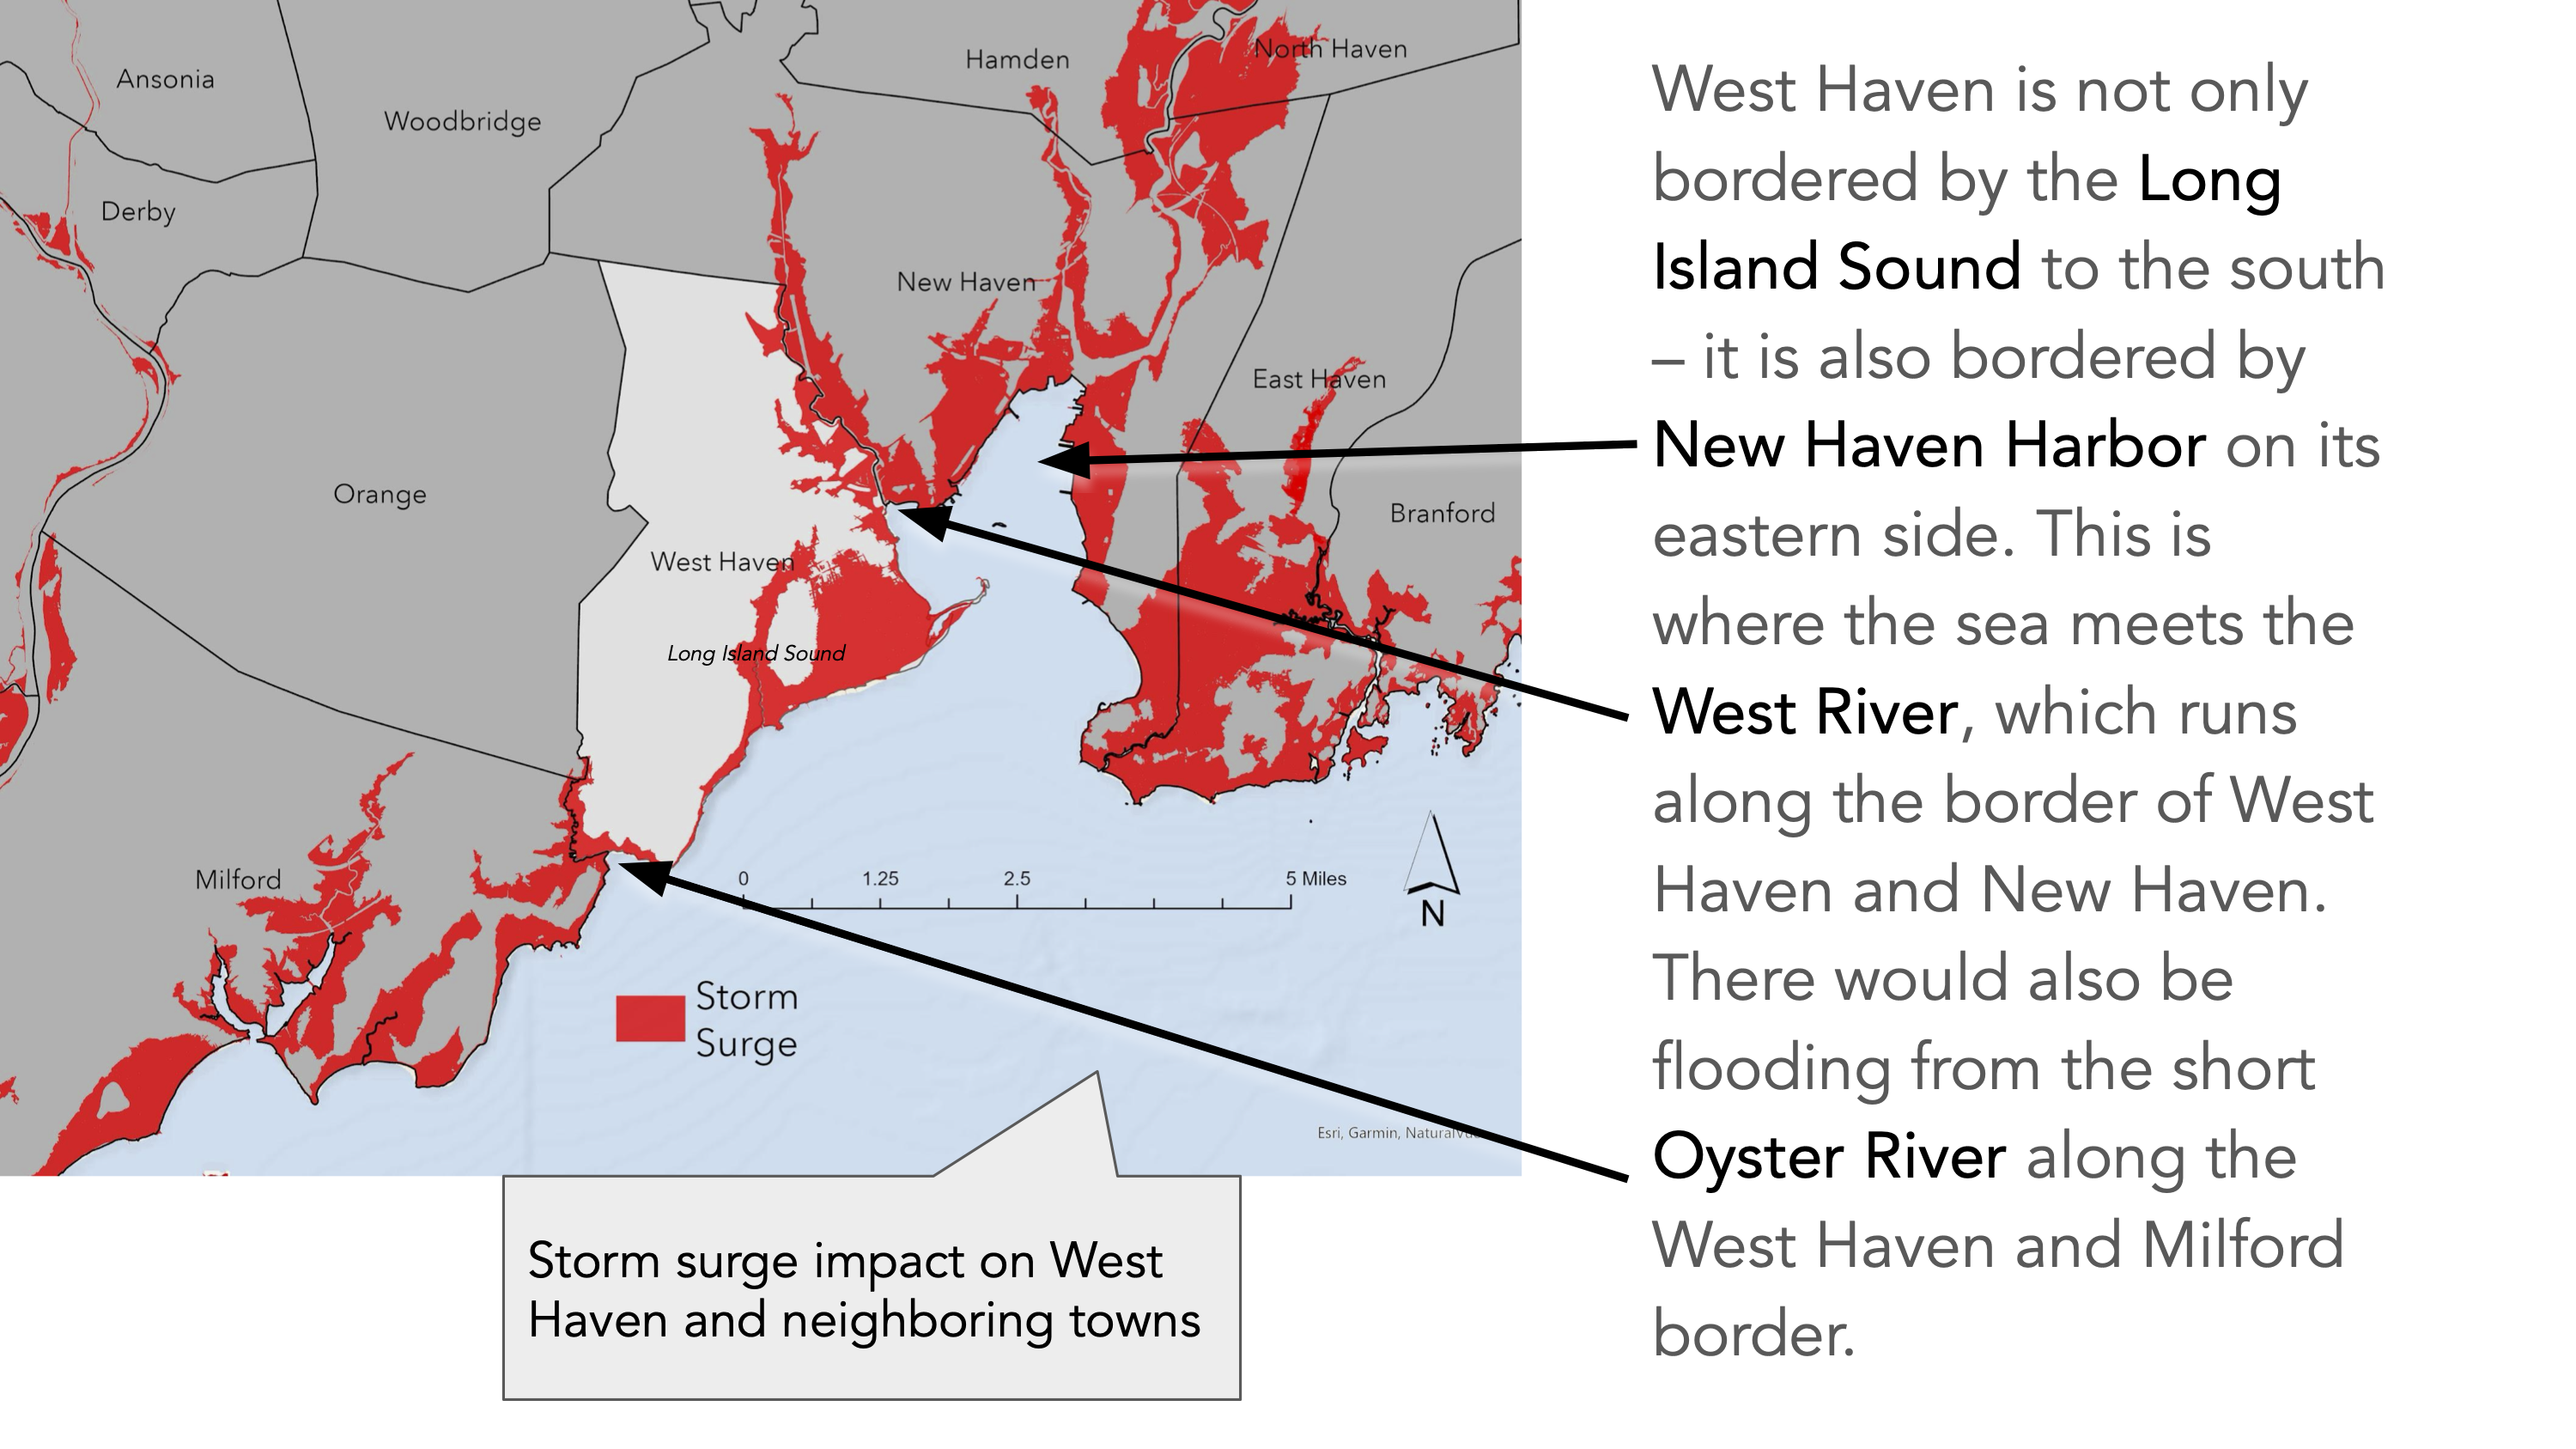 Ansonia
Woodbridge
Hamden
North Haven
Derby
New Haven
East Haven
Orange
Branford
West Haven
Long Island Sound
Milford
0 1.25 2.5 5 Miles
N
Storm
Surge
Esri, Garmin,
Storm surge impact on West
Haven and neighboring towns
West Haven is not only
bordered by the Long
Island Sound to the south
– it is also bordered by
New Haven Harbor on its
eastern side. This is
where the sea meets the
West River, which runs
along the border of West
Haven and New Haven.
There would also be
flooding from the short
Oyster River along the
West Haven and Milford
border.